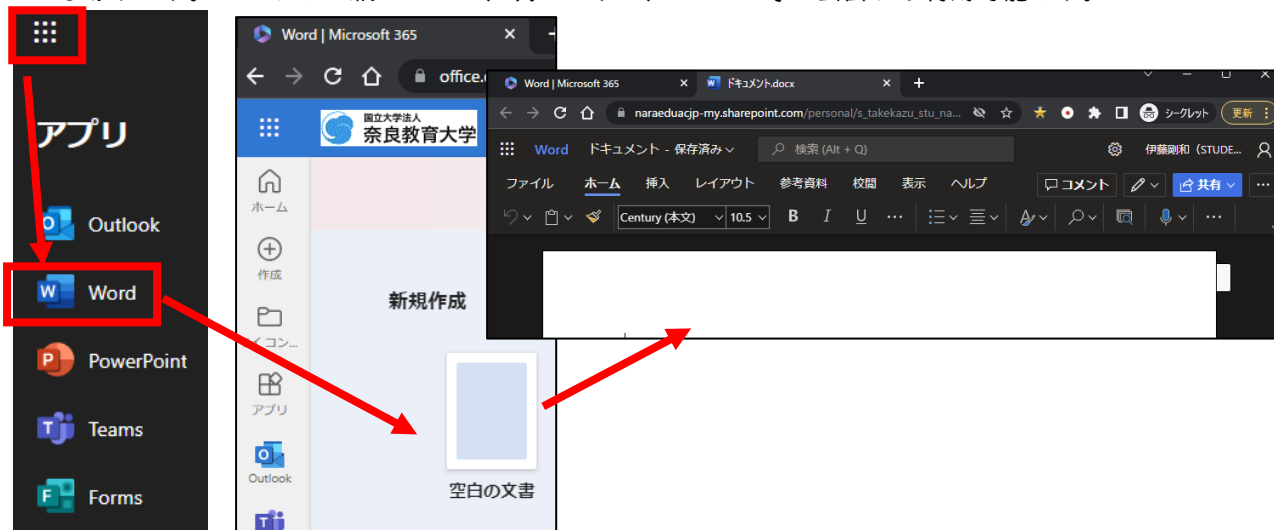 アプリ
Outlook
Word
PowerPoint
Teams
Forms
Word | Microsoft 365
office.
国立大学法人
奈良教育大学
ホーム
作成
アプリ
Outlook
新規作成
空白の文書
Word | Microsoft 365
ドキュメント.docx
naraeduacjp-my.sharepoint.com/personal/s_takekazu_stu_na...
シークレット
更新
Word ドキュメント - 保存済み
検索 (Alt + Q)
伊藤剛和 (STUDE...
ファイル ホーム 挿入 レイアウト 参考資料 校閲 表示 ヘルプ
コメント
共有
Century (本文) 10.5 B I U